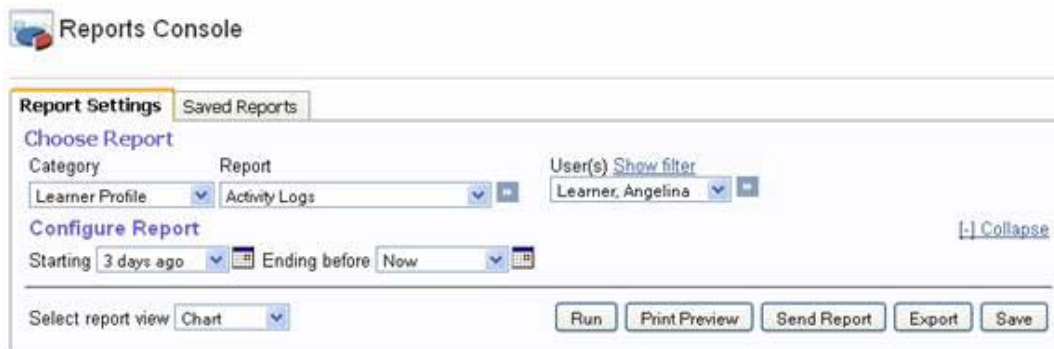 Reports Console
Report Settings Saved Reports
Choose Report
Category Report User(s) Show filter
Learner Profile Activity Logs Learner, Angelina
Configure Report [-] Collapse
Starting 3 days ago Ending before Now
Select report view Chart Run Print Preview Send Report Export Save